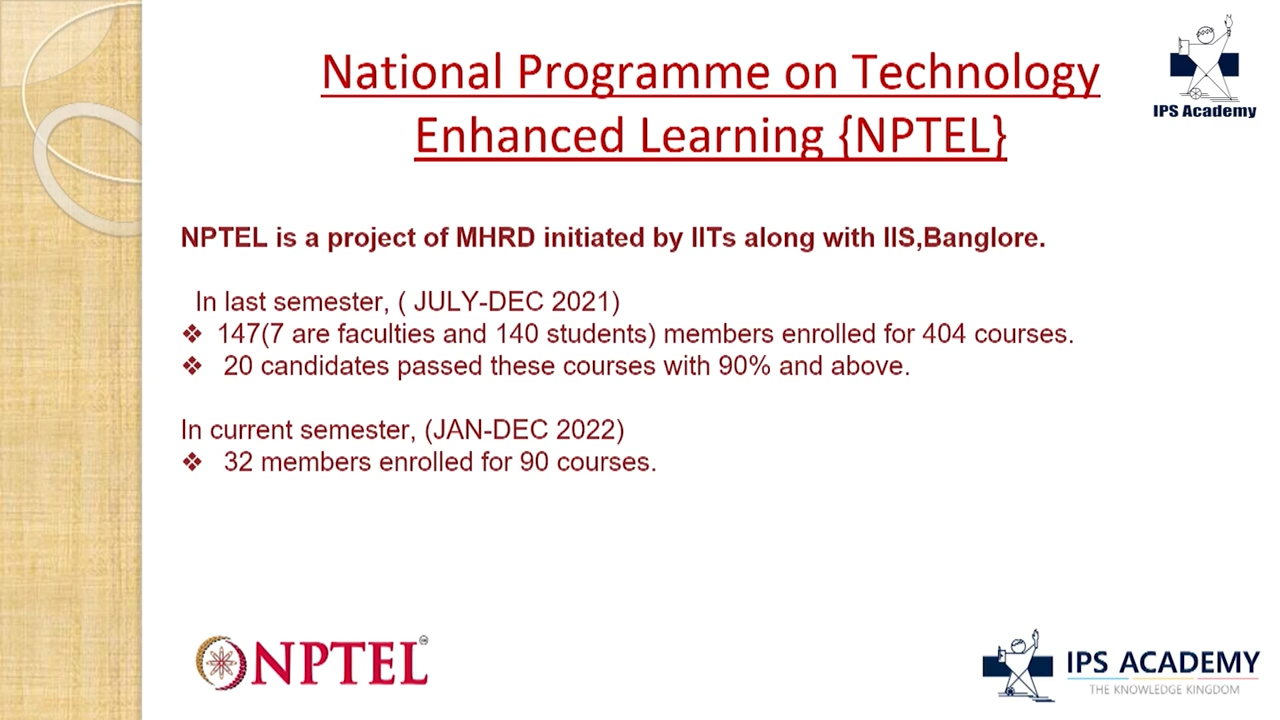 National Programme on Technology
Enhanced Learning {NPTEL}
IPS Academy
NPTEL is a project of MHRD initiated by IITs along with IIS,Banglore.
In last semester, ( JULY-DEC 2021)
❖ 147(7 are faculties and 140 students) members enrolled for 404 courses.
❖ 20 candidates passed these courses with 90% and above.
In current semester, (JAN-DEC 2022)
❖ 32 members enrolled for 90 courses.
NPTEL
IPS ACADEMY
THE KNOWLEDGE KINGDOM